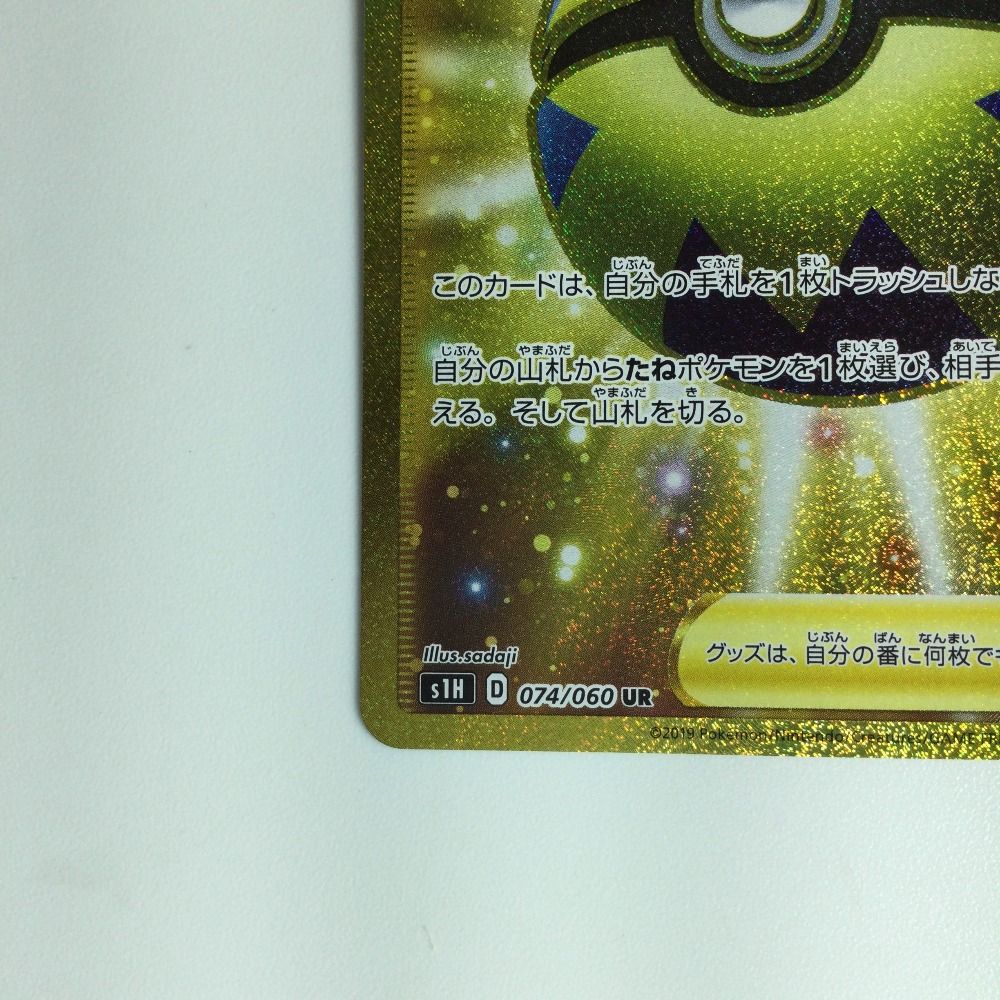 このカードは、自分の手札を1枚トラッシュしな
自分の山札からたねポケモンを1枚選び、相手
える。そして山札を切る。
グッズは、自分の番に何枚で
Illus.sadaji
s1H D 074/060 UR
©2019 Pokémon/Nintendo/Creatures/GAME FR